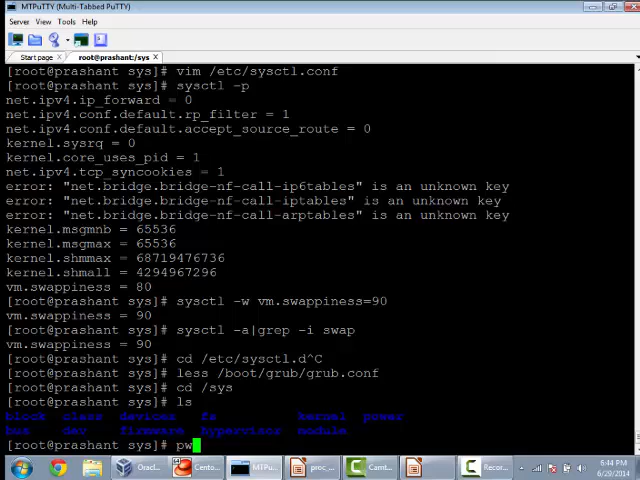 MTPuTTY (Multi-Tabbed PuTTY)
Server View Tools Help
Start page x root@prashant:/sys x
[root@prashant sys]# vim /etc/sysctl.conf
[root@prashant sys]# sysctl -p
net.ipv4.ip_forward = 0
net.ipv4.conf.default.rp_filter = 1
net.ipv4.conf.default.accept_source_route = 0
kernel.sysrq = 0
kernel.core_uses_pid = 1
net.ipv4.tcp_syncookies = 1
error: "net.bridge.bridge-nf-call-ip6tables" is an unknown key
error: "net.bridge.bridge-nf-call-iptables" is an unknown key
error: "net.bridge.bridge-nf-call-arptables" is an unknown key
kernel.msgmnb = 65536
kernel.msgmax = 65536
kernel.shmmax = 68719476736
kernel.shmall = 4294967296
vm.swappiness = 80
[root@prashant sys]# sysctl -w vm.swappiness=90
vm.swappiness = 90
[root@prashant sys]# sysctl -a|grep -i swap
vm.swappiness = 90
[root@prashant sys]# cd /etc/sysctl.d^C
[root@prashant sys]# less /boot/grub/grub.conf
[root@prashant sys]# cd /sys
[root@prashant sys]# ls
block class devices fs kernel power
bus dev firmware hypervisor module
[root@prashant sys]# pw
Oracl... Cento... MTPu... proc_... Cam... Recor... 6:44 PM
6/29/2014